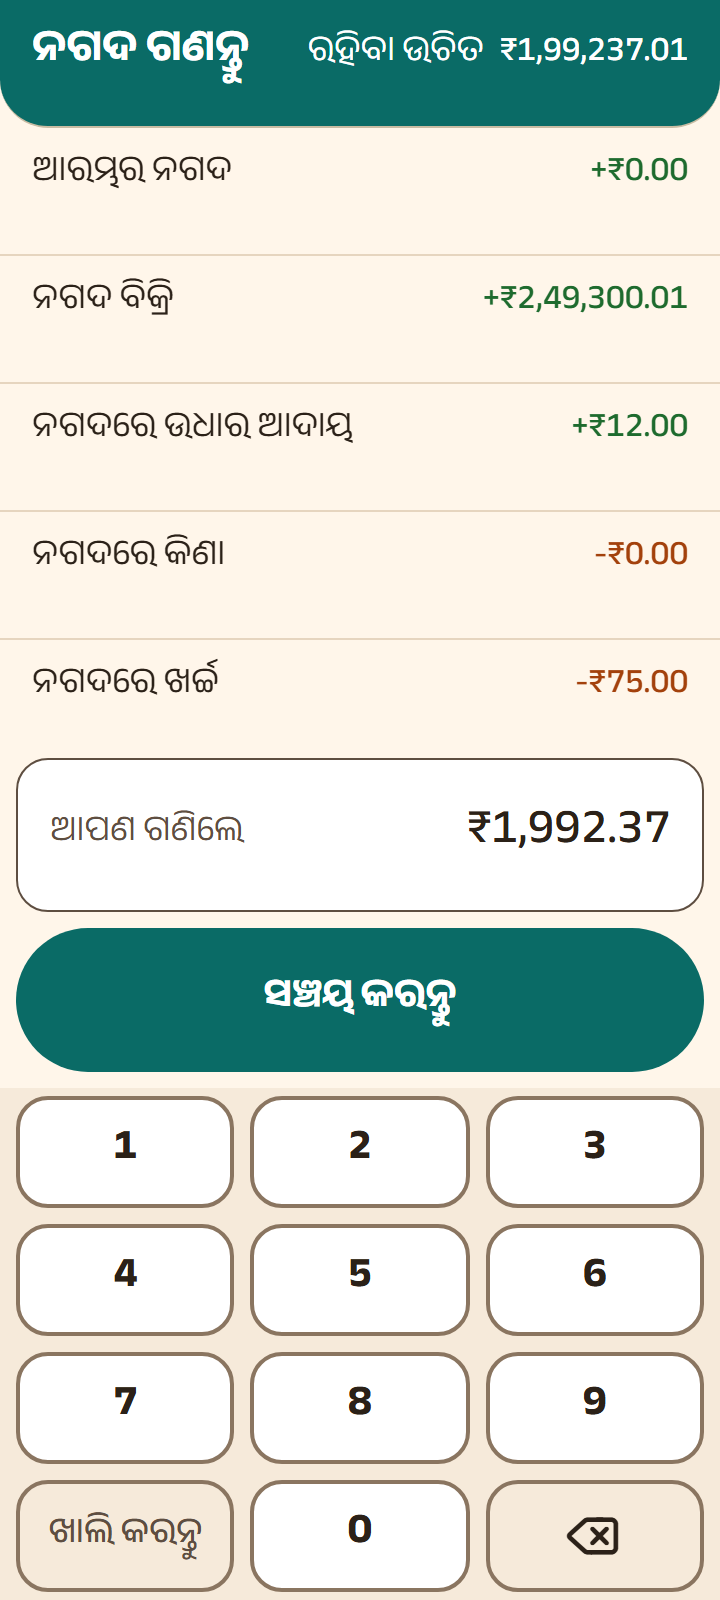 ନଗଦ ଗଣନ୍ତୁ ରହିବା ଉଚିତ ₹1,99,237.01
ଆରମ୍ଭର ନଗଦ +₹0.00
ନଗଦ ବିକ୍ରି +₹2,49,300.01
ନଗଦରେ ଉଧାର ଆଦାୟ +₹12.00
ନଗଦରେ କିଣା -₹0.00
ନଗଦରେ ଖର୍ଚ୍ଚ -₹75.00
ଆପଣ ଗଣିଲେ ₹1,992.37
ସଞ୍ଚୟ କରନ୍ତୁ
1 2 3
4 5 6
7 8 9
ଖାଲି କରନ୍ତୁ 0